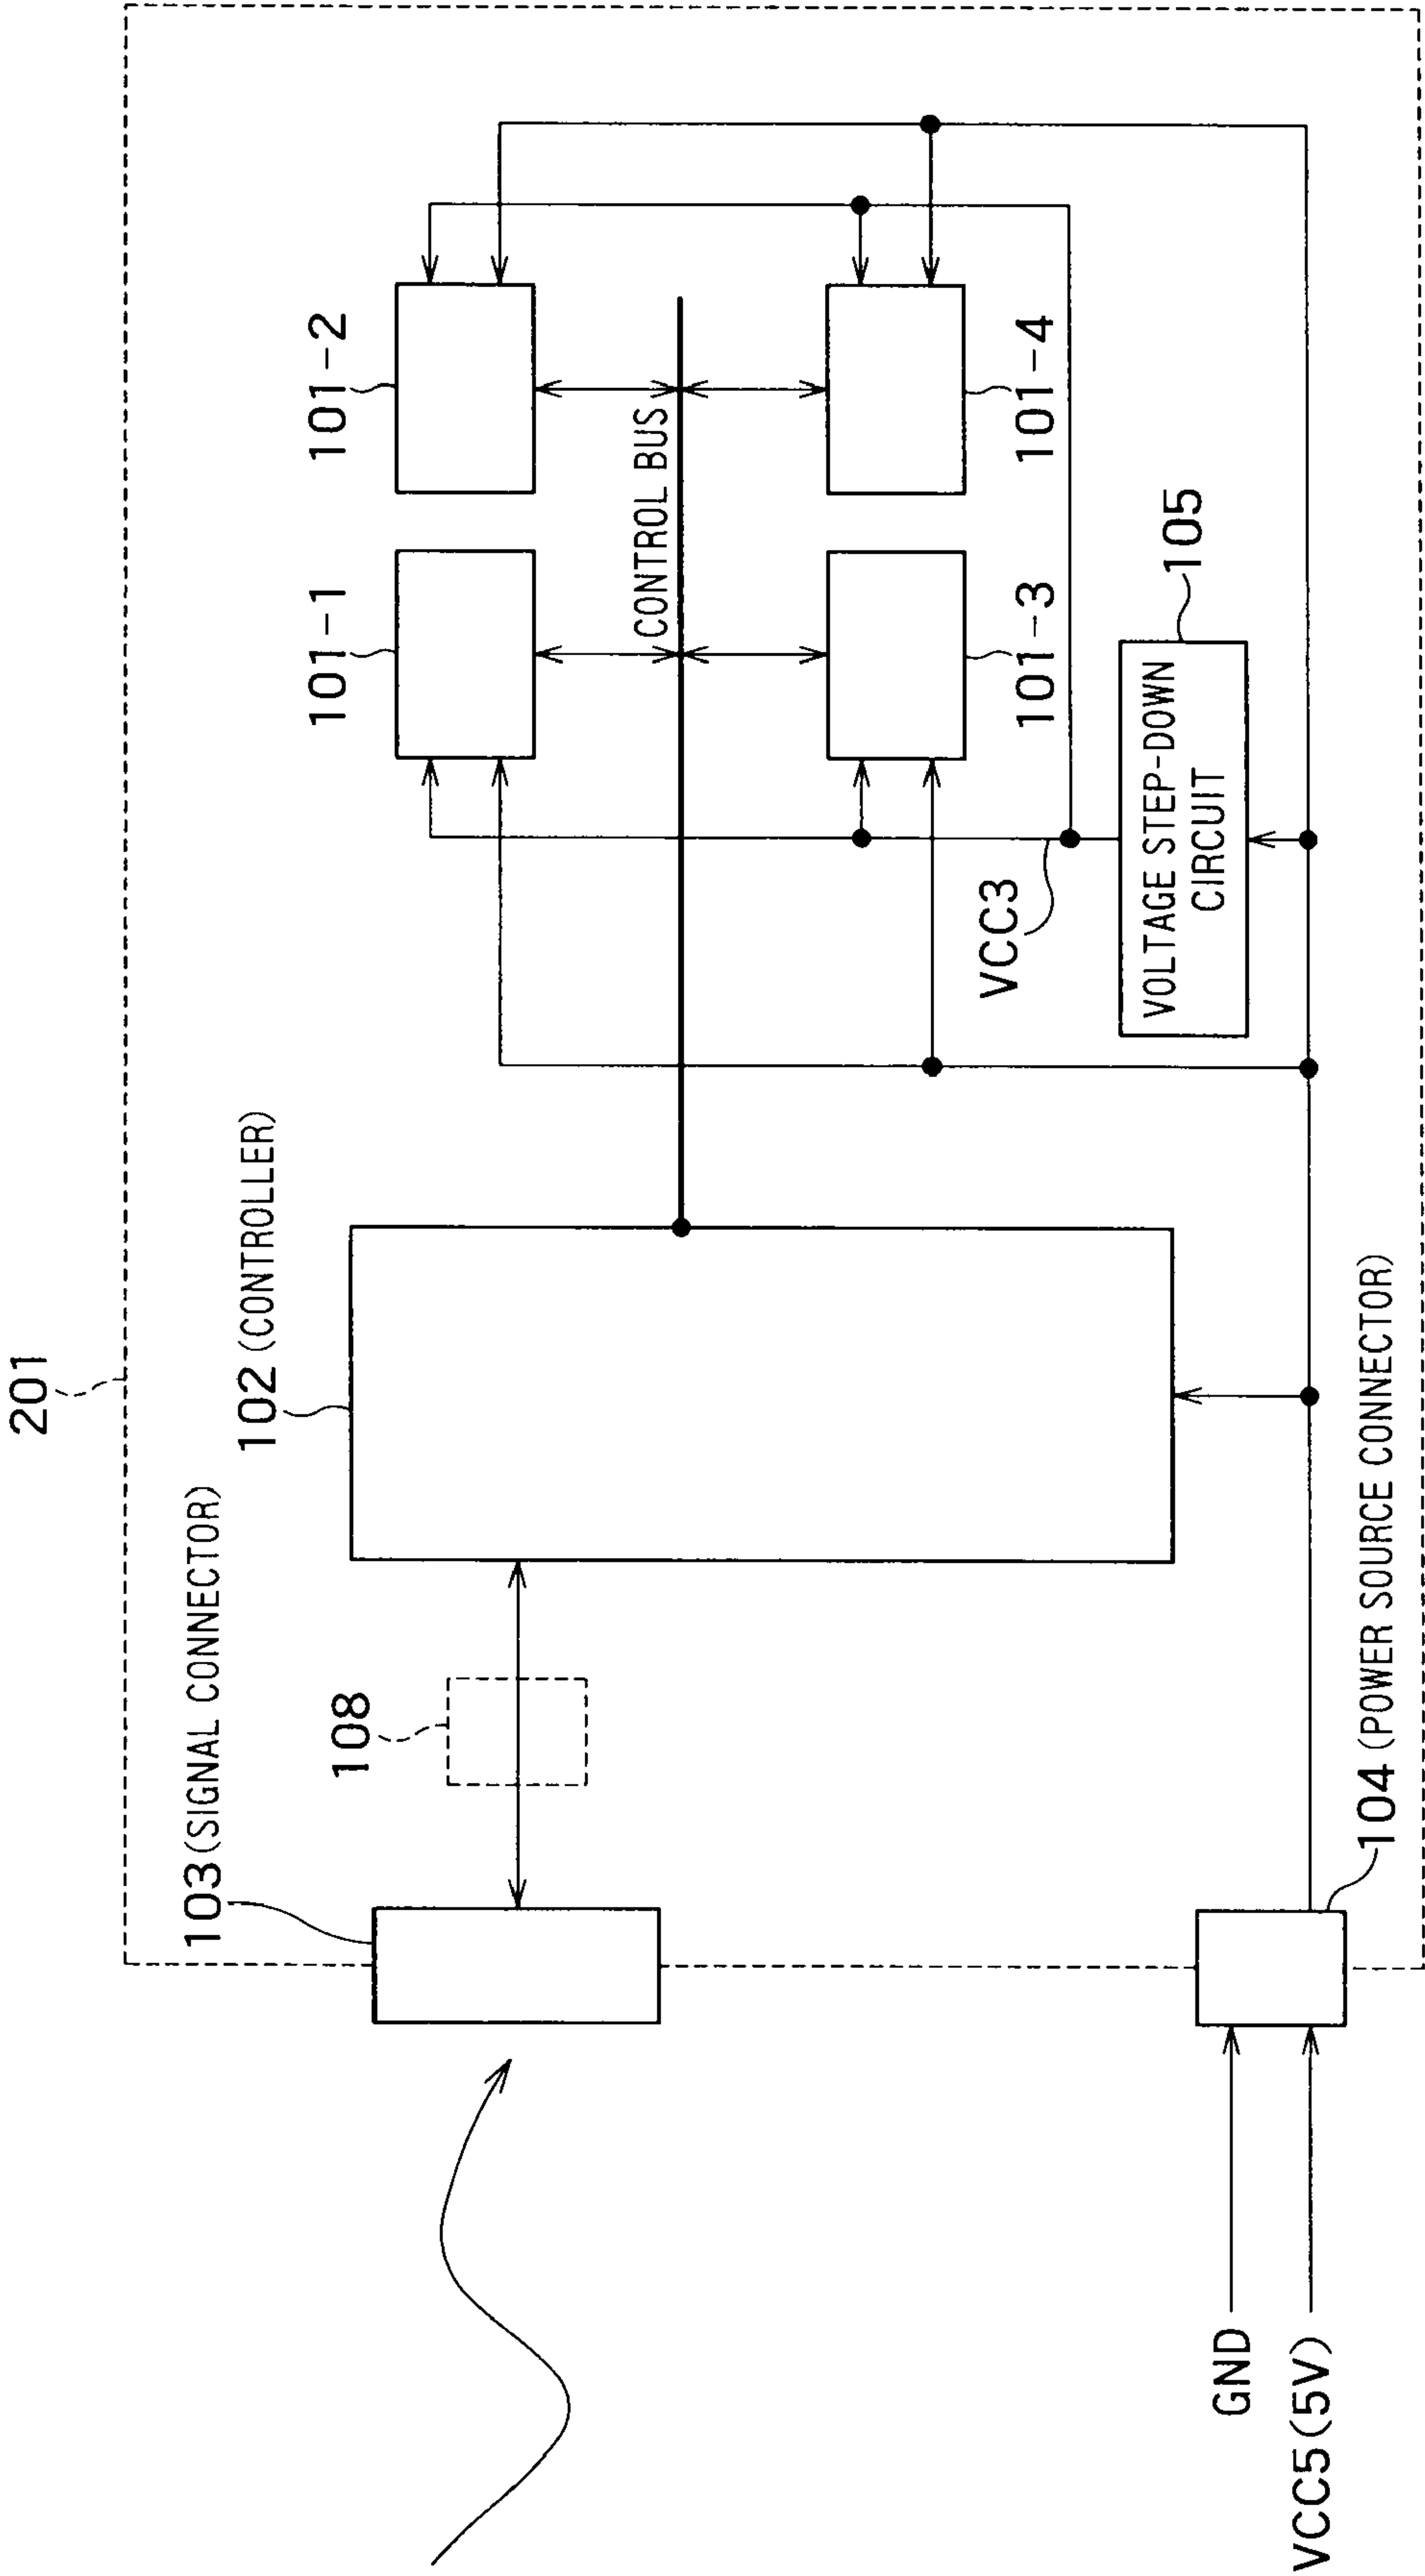 201
103 (SIGNAL CONNECTOR)
102 (CONTROLLER)
101-1
101-2
108
CONTROL BUS
VCC3
101-3
101-4
VOLTAGE STEP-DOWN
CIRCUIT
105
GND
VCC5 (5V)
104 (POWER SOURCE CONNECTOR)